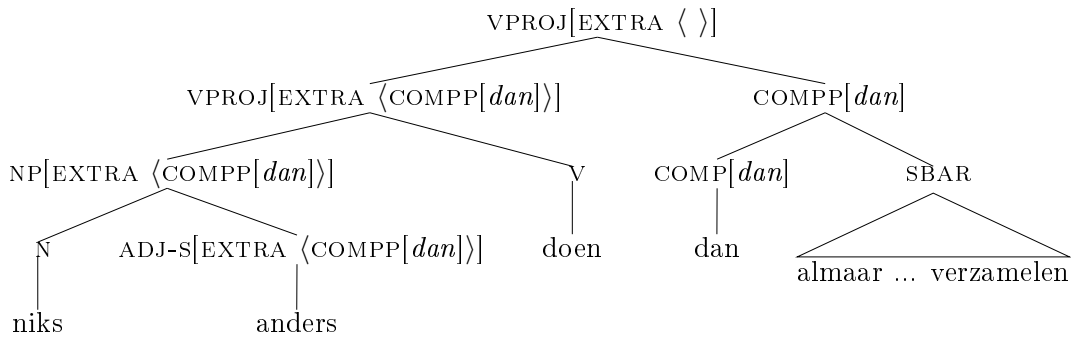 VPROJ[EXTRA ⟨ ⟩]
VPROJ[EXTRA ⟨COMPP[dan]⟩] COMPP[dan]
NP[EXTRA ⟨COMPP[dan]⟩] V COMP[dan] SBAR
N ADJ-S[EXTRA ⟨COMPP[dan]⟩] doen dan almaar ... verzamelen
niks anders